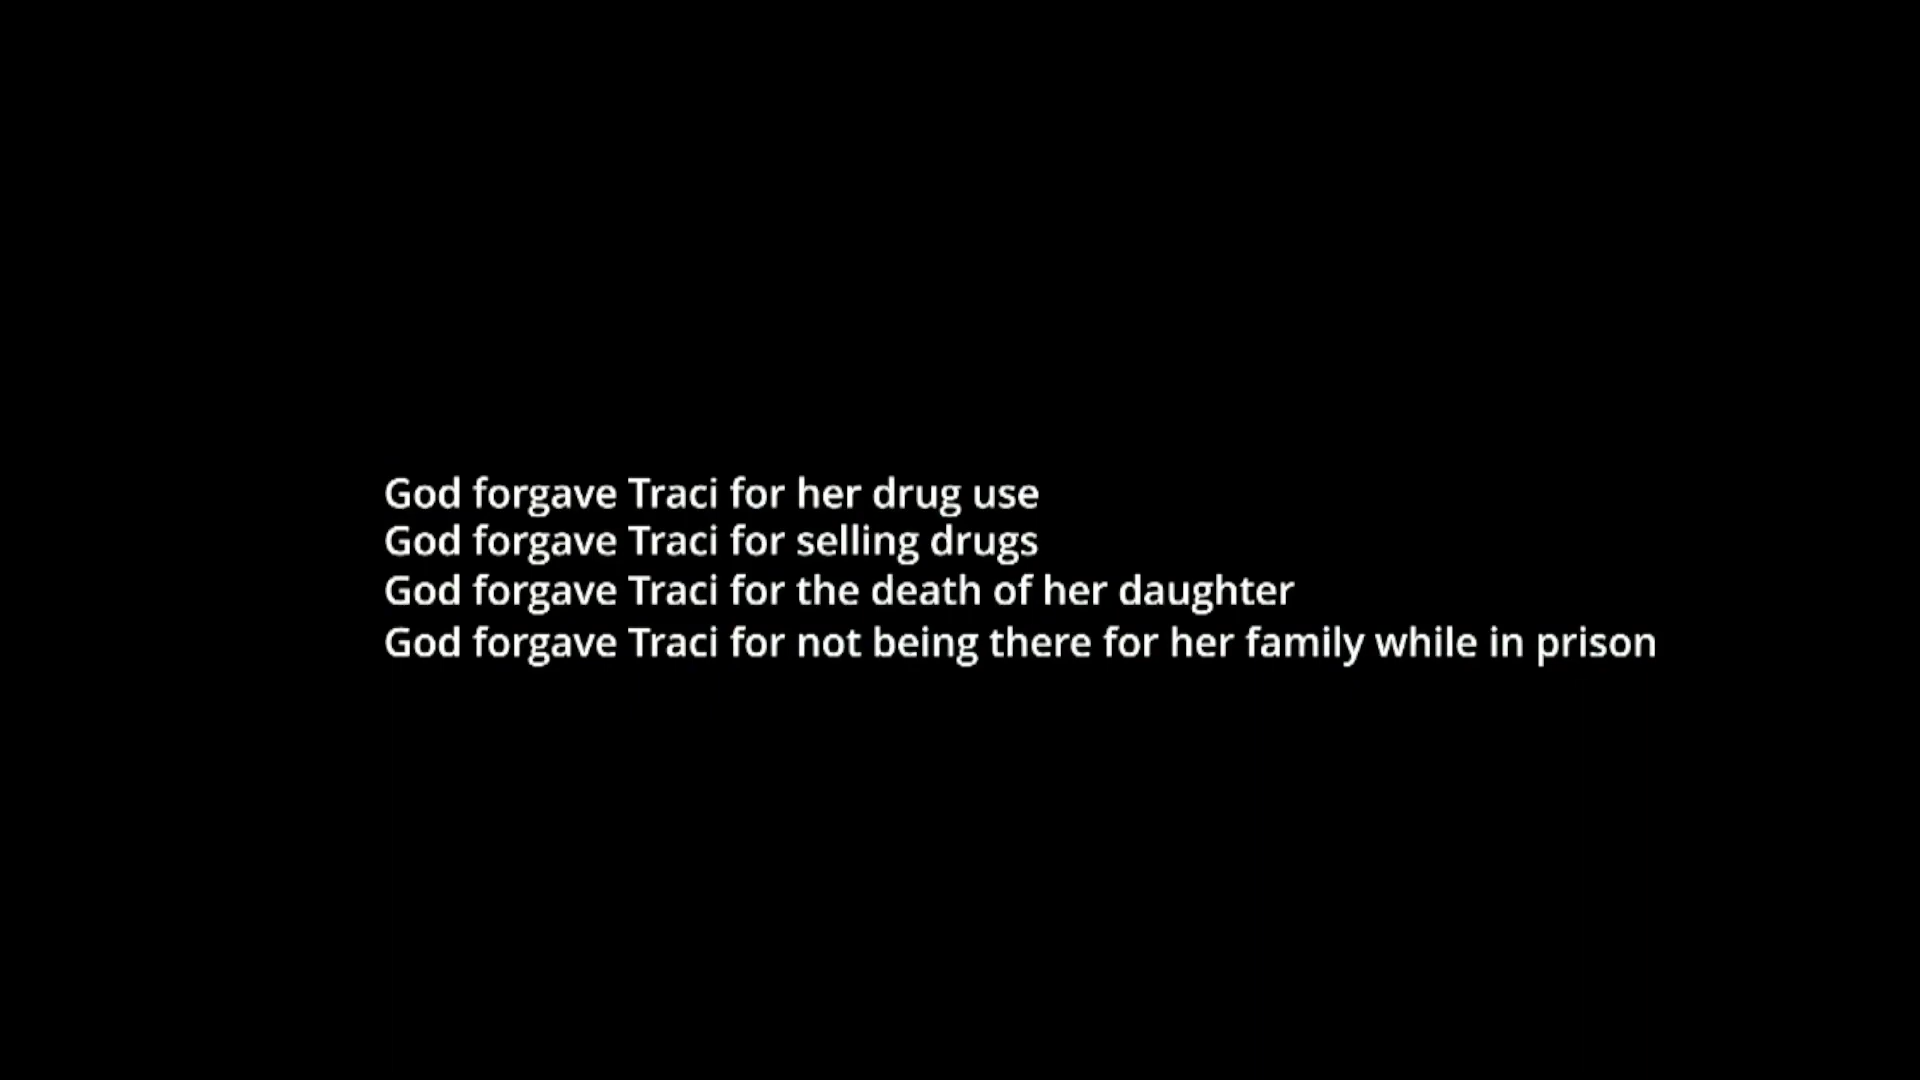 God forgave Traci for her drug use
God forgave Traci for selling drugs
God forgave Traci for the death of her daughter
God forgave Traci for not being there for her family while in prison